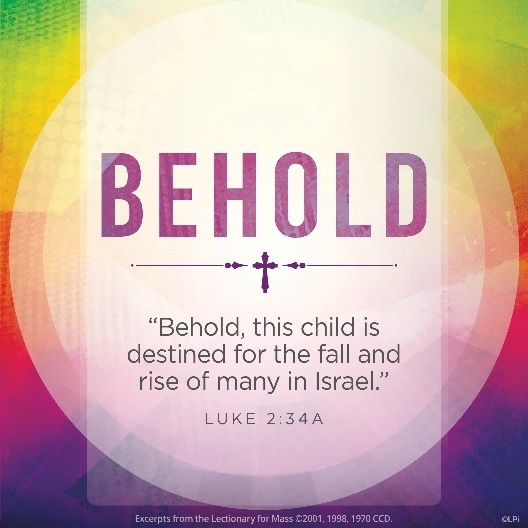 BEHOLD
“Behold, this child is
destined for the fall and
rise of many in Israel.”
LUKE 2:34A
Excerpts from the Lectionary for Mass ©2001, 1998, 1970 CCD.
©LPi